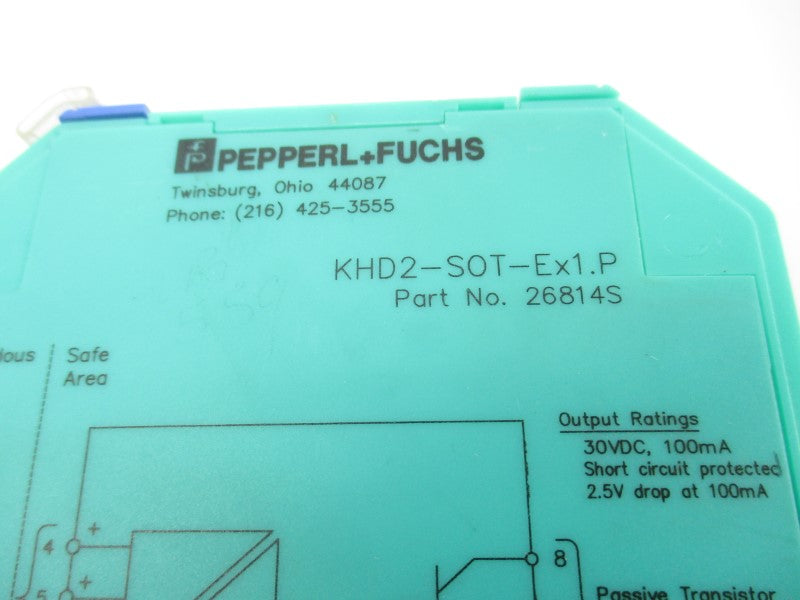 PEPPERL+FUCHS
Twinsburg, Ohio 44087
Phone: (216) 425-3555
KHD2-SOT-Ex1.P
Part No. 26814S
Safe
Area
Output Ratings
30VDC, 100mA
Short circuit protected
2.5V drop at 100mA
4
+
5
+
8
Passive Transistor